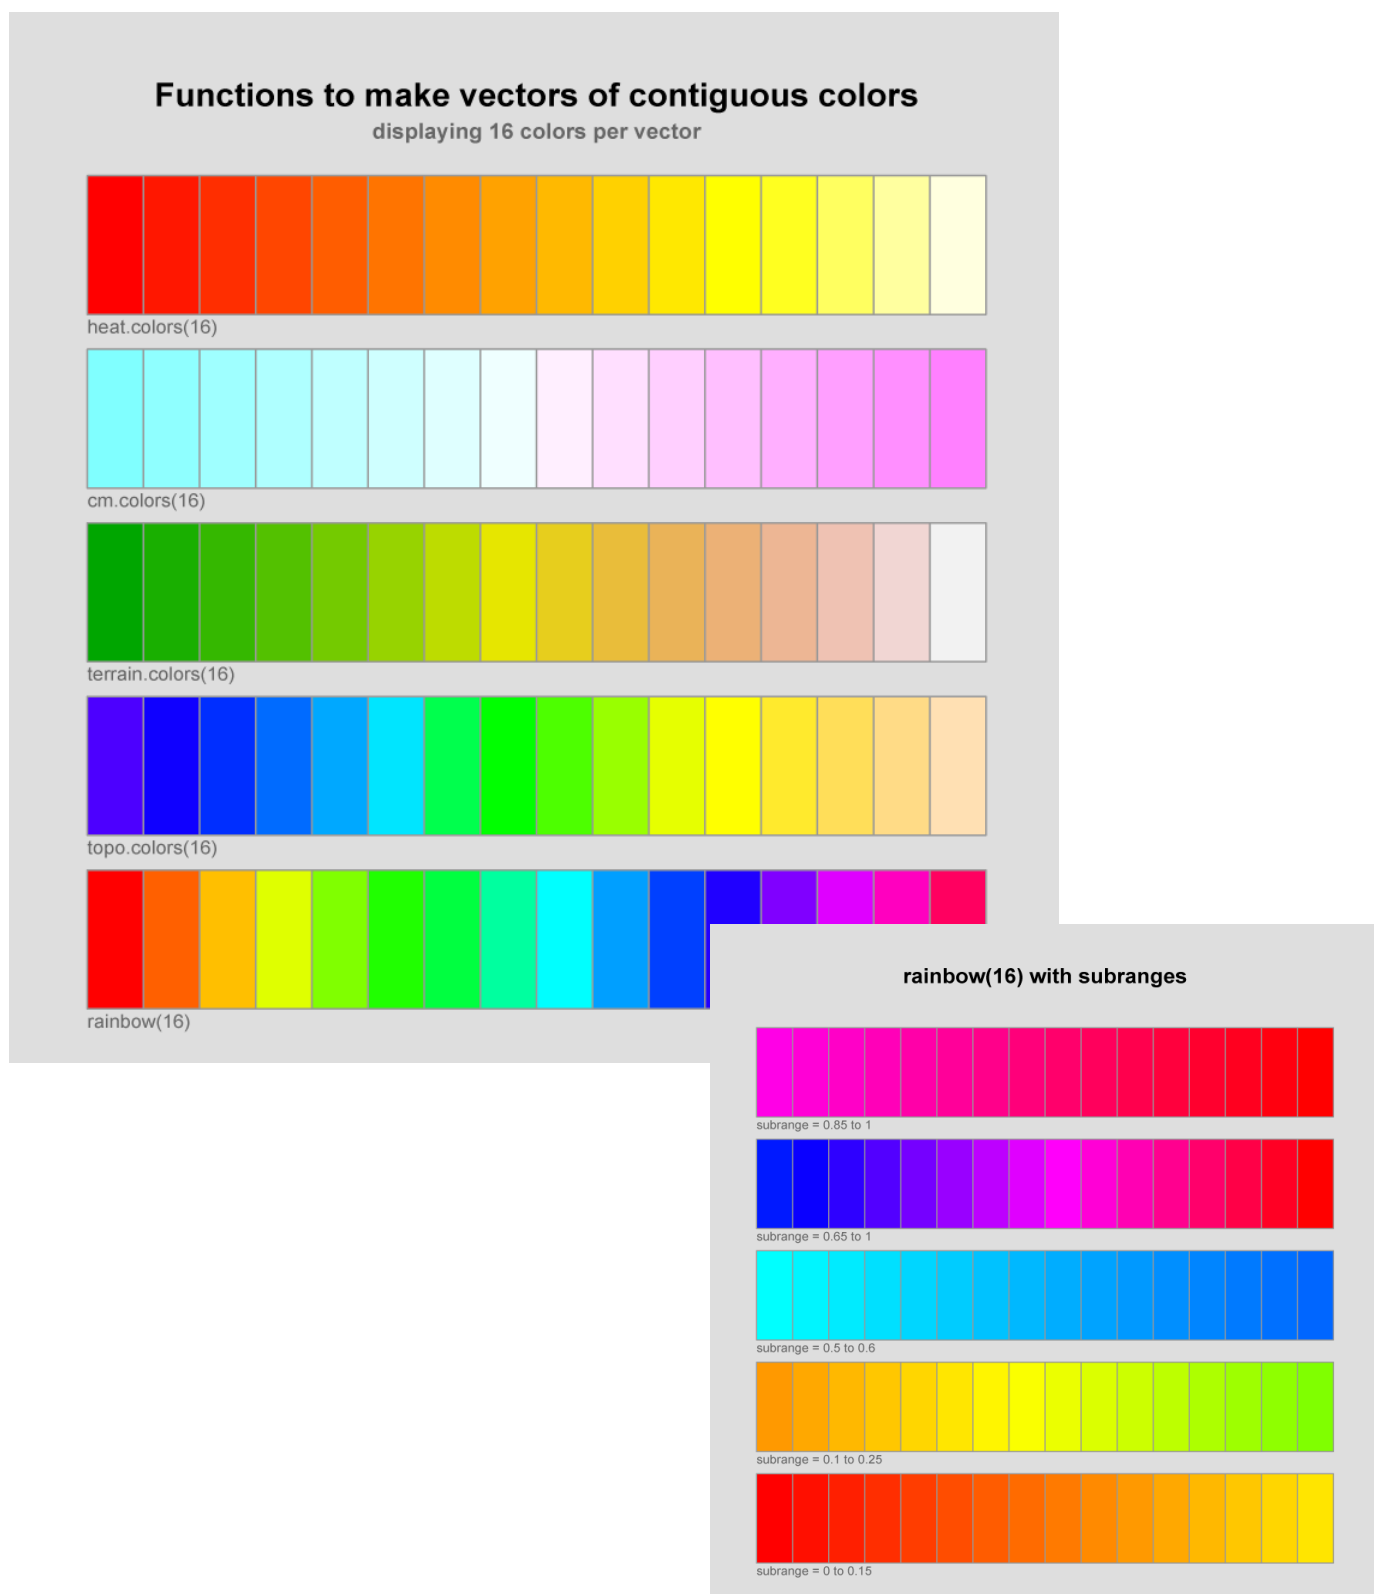 Functions to make vectors of contiguous colors
displaying 16 colors per vector
heat.colors(16)
cm.colors(16)
terrain.colors(16)
topo.colors(16)
rainbow(16)
rainbow(16) with subranges
subrange = 0.85 to 1
subrange = 0.65 to 1
subrange = 0.5 to 0.6
subrange = 0.1 to 0.25
subrange = 0 to 0.15